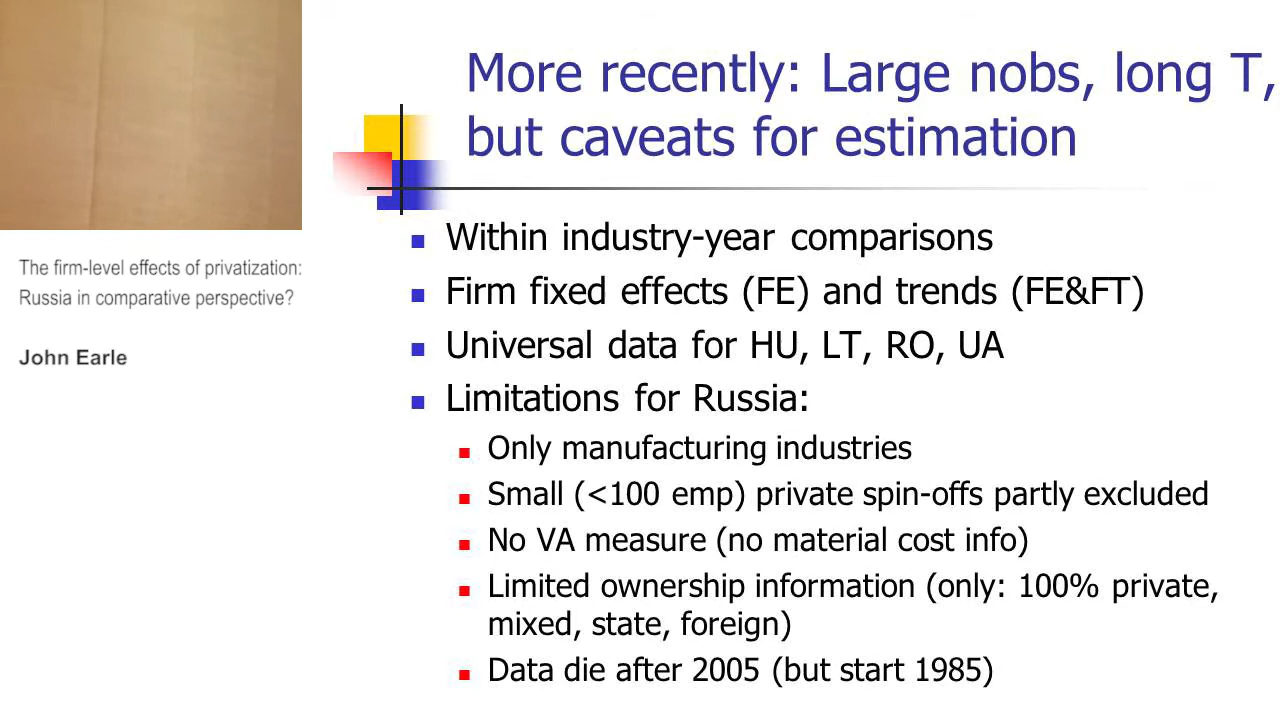 More recently: Large nobs, long T,
but caveats for estimation
The firm-level effects of privatization:
Russia in comparative perspective?
John Earle
Within industry-year comparisons
Firm fixed effects (FE) and trends (FE&FT)
Universal data for HU, LT, RO, UA
Limitations for Russia:
Only manufacturing industries
Small (<100 emp) private spin-offs partly excluded
No VA measure (no material cost info)
Limited ownership information (only: 100% private,
mixed, state, foreign)
Data die after 2005 (but start 1985)